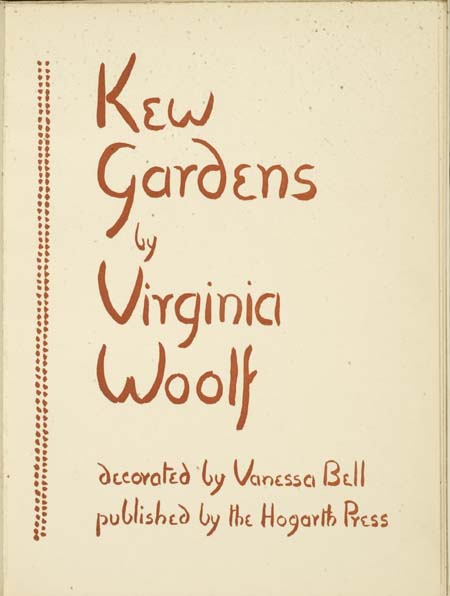 Kew
Gardens
by
Virginia
Woolf
decorated by Vanessa Bell
published by the Hogarth Press